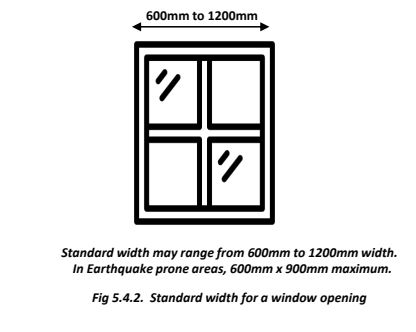 600mm to 1200mm
Standard width may range from 600mm to 1200mm width.
In Earthquake prone areas, 600mm x 900mm maximum.
Fig 5.4.2. Standard width for a window opening